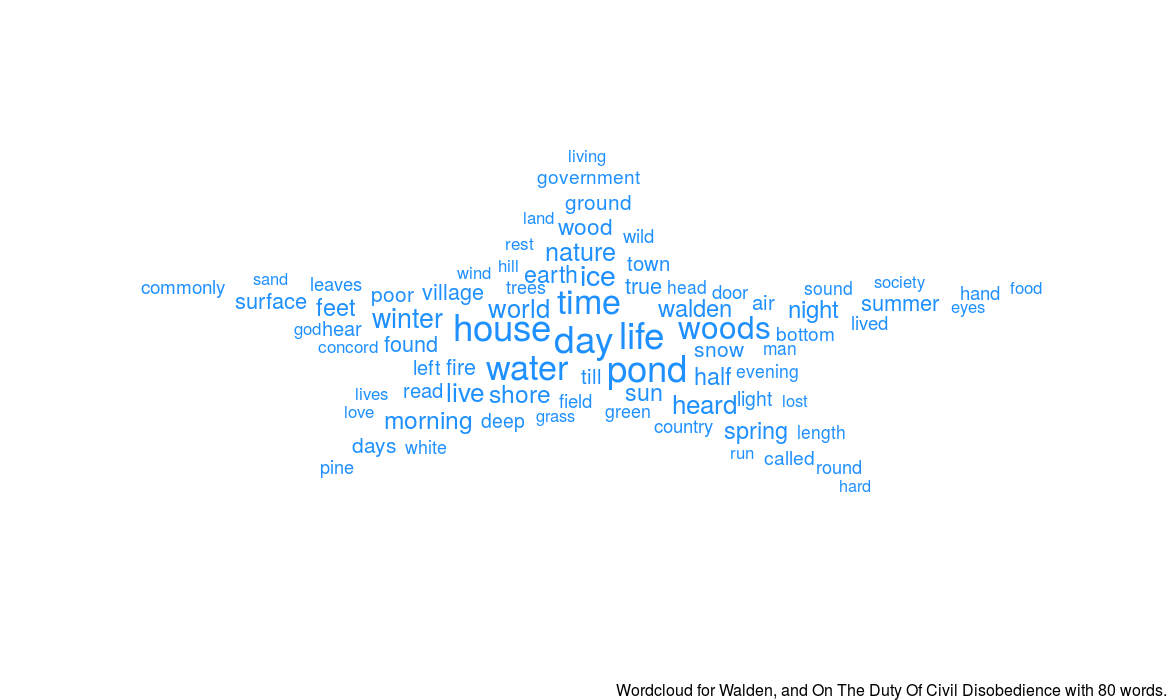 living
government
ground
land
wood
wild
rest
nature
town
wind
hill
earth
ice
commonly
sand
leaves
poor
village
trees
true
head
door
sound
society
hand
food
surface
feet
world
time
walden
air
night
summer
eyes
god
hear
winter
house
day
life
woods
bottom
lived
concord
found
snow
man
left
fire
water
till
pond
half
evening
lives
read
live
shore
field
sun
heard
light
lost
love
morning
deep
grass
green
country
spring
length
days
white
run
called
round
pine
hard
Wordcloud for Walden, and On The Duty Of Civil Disobedience with 80 words.